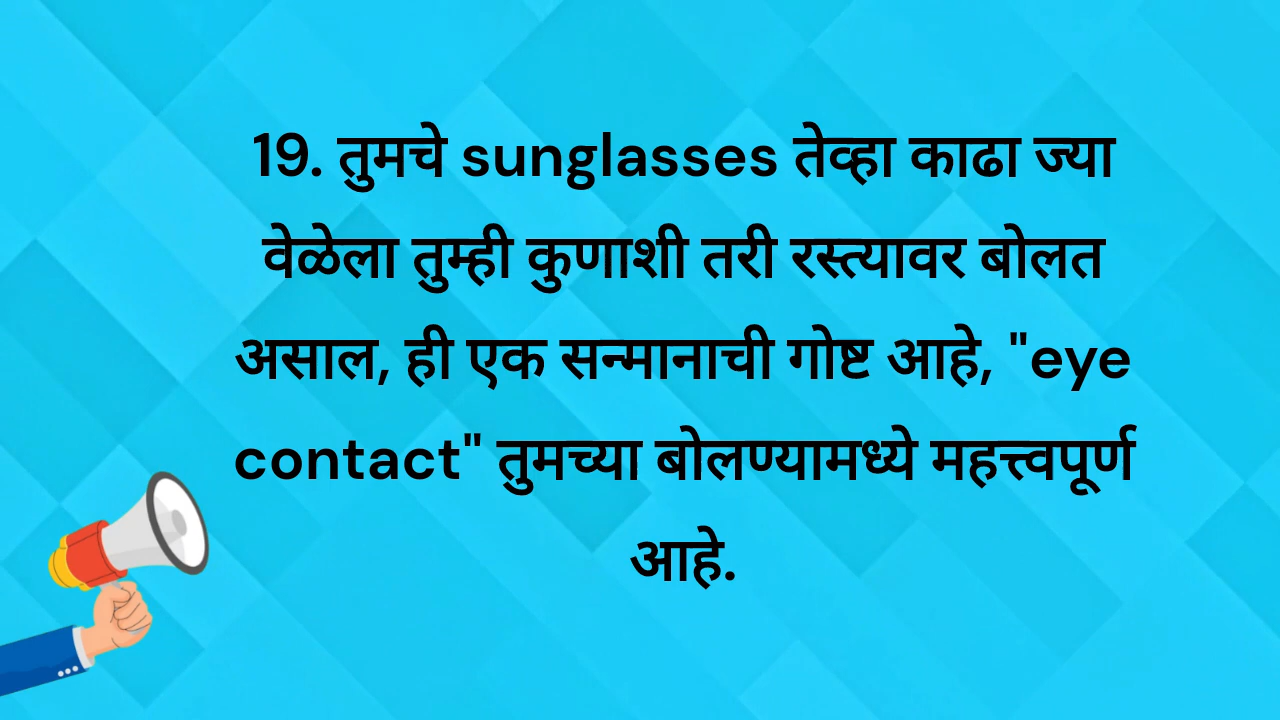 19. तुमचे sunglasses तेव्हा काढा ज्या
वेळेला तुम्ही कुणाशी तरी रस्त्यावर बोलत
असाल, ही एक सन्मानाची गोष्ट आहे, "eye
contact" तुमच्या बोलण्यामध्ये महत्त्वपूर्ण
आहे.